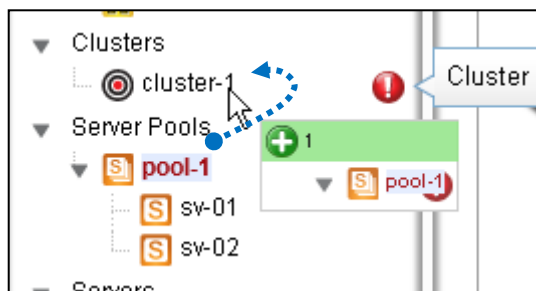 Clusters
cluster-1
Cluster
Server Pools
1
pool-1
pool-1
S sv-01
S sv-02
Servers